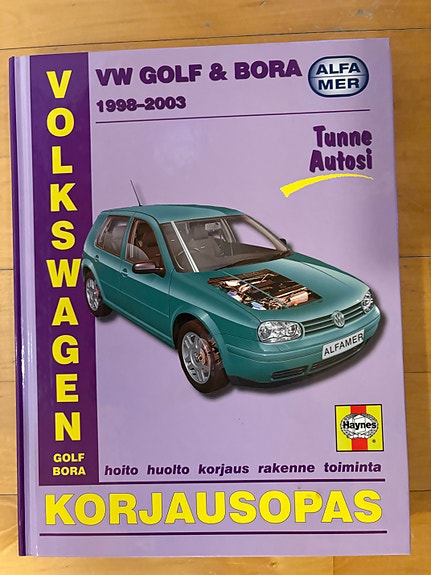 VOLKSWAGEN
GOLF
BORA
VW GOLF & BORA
1998-2003
ALFA
MER
Tunne
Autosi
ALFAMER
Haynes
hoito huolto korjaus rakenne toiminta
KORJAUSOPAS